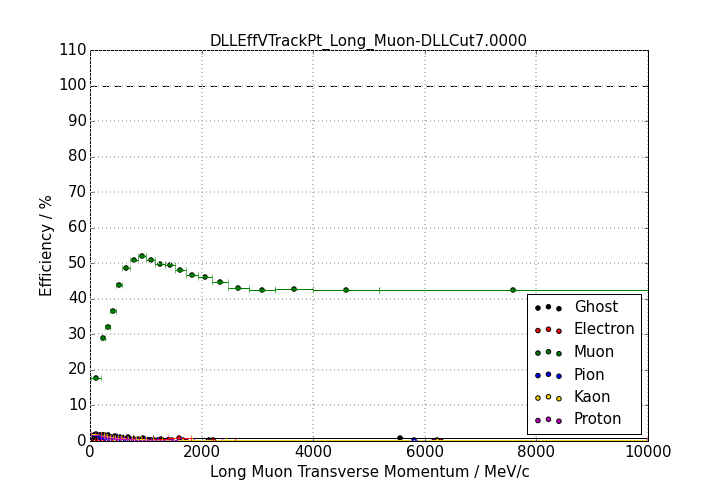 DLLEffVTrackPt_Long_Muon-DLLCut7.0000
110
100
90
80
70
60
50
40
30
20
10
0
Efficiency / %
Ghost
Electron
Muon
Pion
Kaon
Proton
0 2000 4000 6000 8000 10000
Long Muon Transverse Momentum / MeV/c